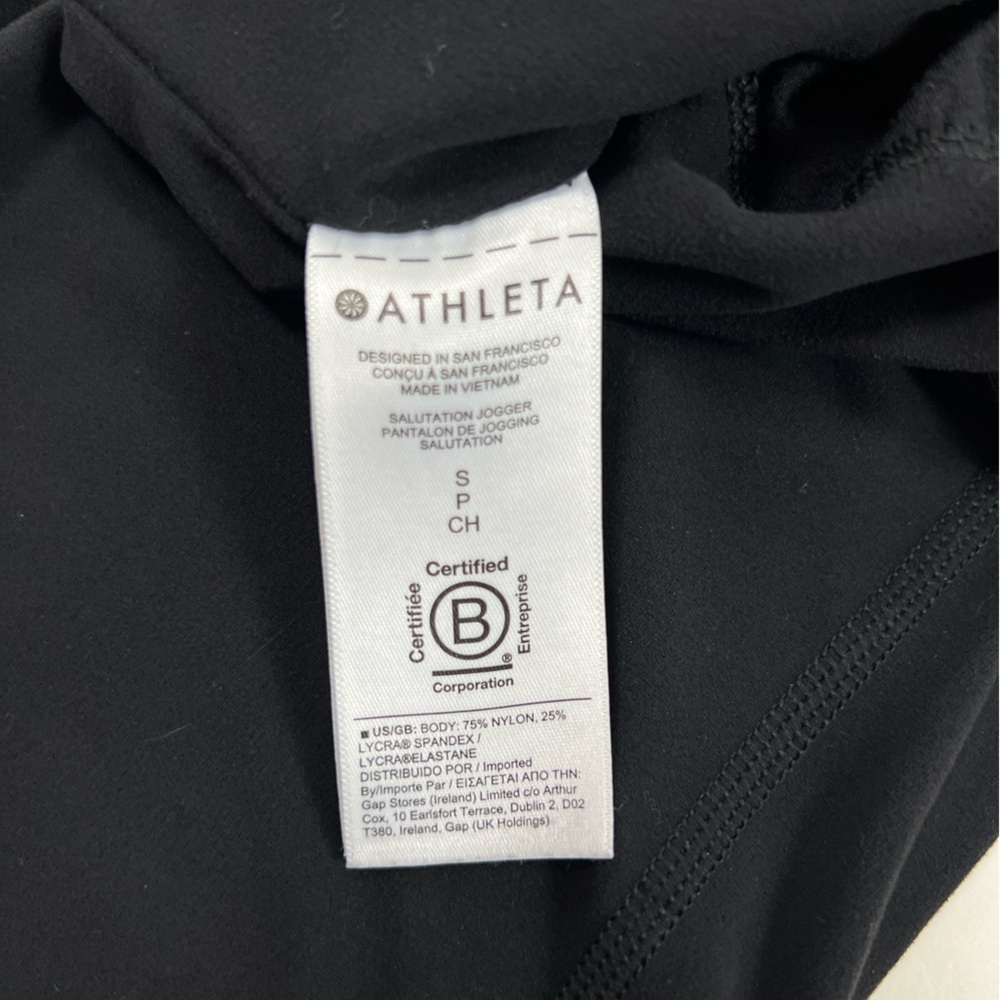 ATHLETA
DESIGNED IN SAN FRANCISCO
CONÇU À SAN FRANCISCO
MADE IN VIETNAM
SALUTATION JOGGER
PANTALON DE JOGGING
SALUTATION
S
P
CH
Certified
Certifiée
B
Entreprise
®
Corporation
■ US/GB: BODY: 75% NYLON, 25%
LYCRA® SPANDEX /
LYCRA®ELASTANE
DISTRIBUIDO POR / Imported
By/Importe Par / ΕΙΣΑΓΕΤΑΙ ΑΠΟ ΤΗΝ:
Gap Stores (Ireland) Limited c/o Arthur
Cox, 10 Earlsfort Terrace, Dublin 2, D02
T380, Ireland, Gap (UK Holdings)